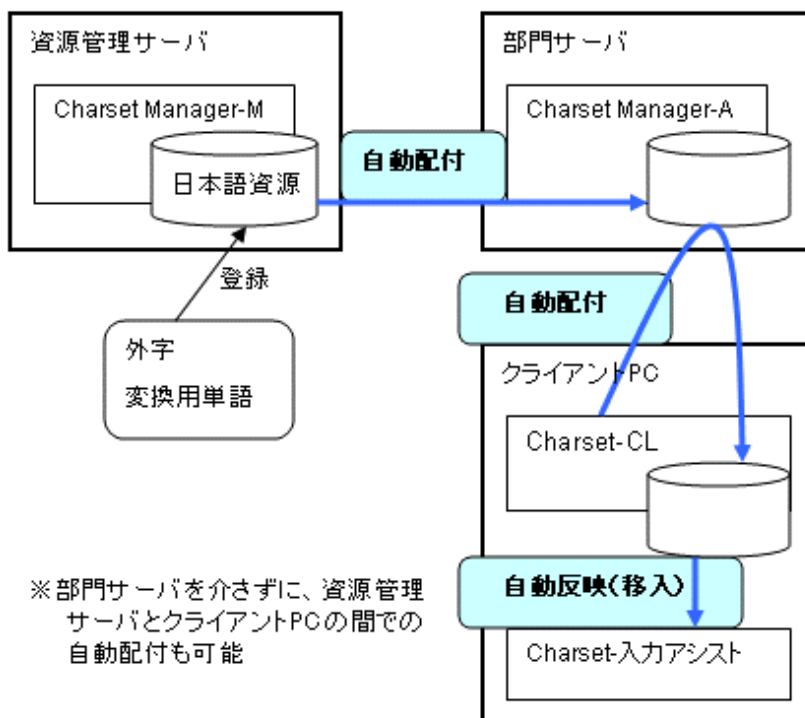 資源管理サーバ
Charset Manager-M
日本語資源
登録
外字
変換用単語
自動配付
部門サーバ
Charset Manager-A
自動配付
クライアントPC
Charset-CL
自動反映(移入)
Charset-入力アシスト
※部門サーバを介さずに、資源管理
サーバとクライアントPCの間での
自動配付も可能